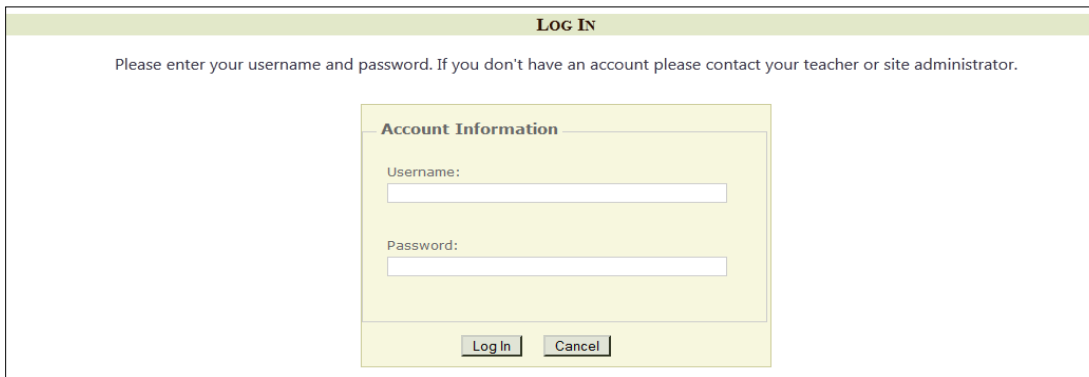 LOG IN
Please enter your username and password. If you don't have an account please contact your teacher or site administrator.
Account Information
Username:
Password:
Log In
Cancel